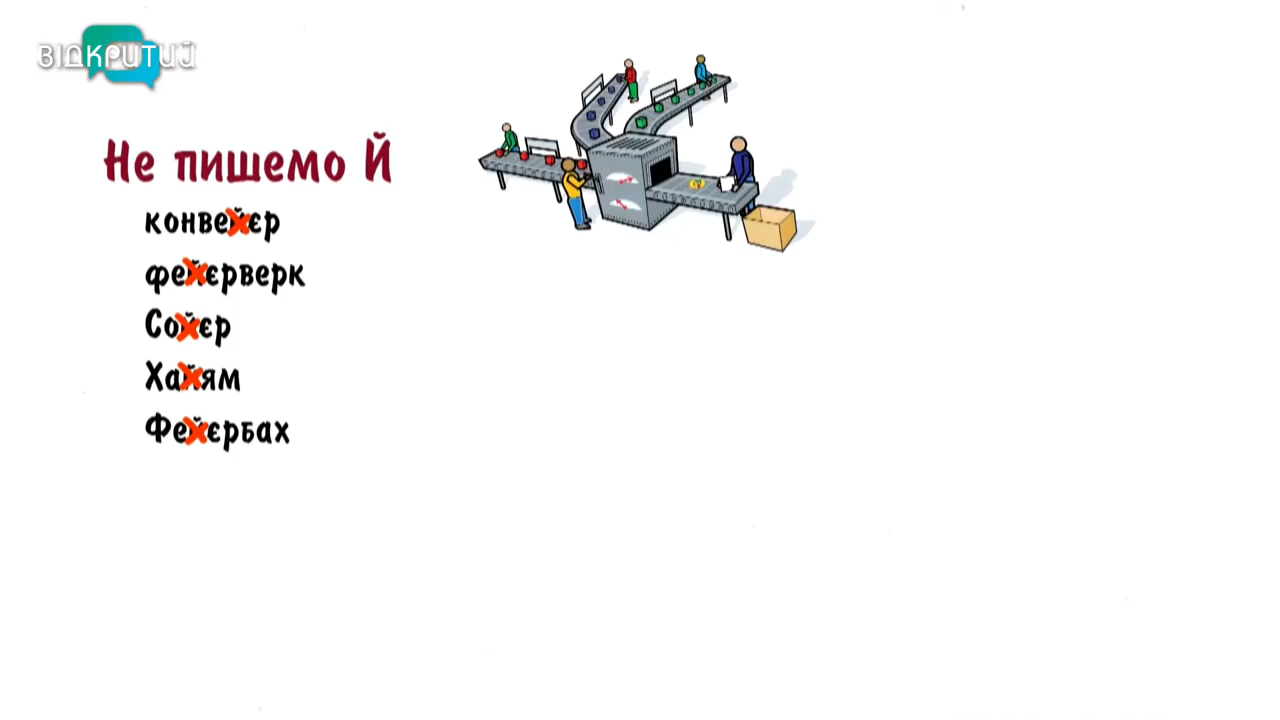 ВІДКРИТИЙ
Не пишемо Й
конвейєр
фейєрверк
Сойєр
Хайям
Фейєрбах